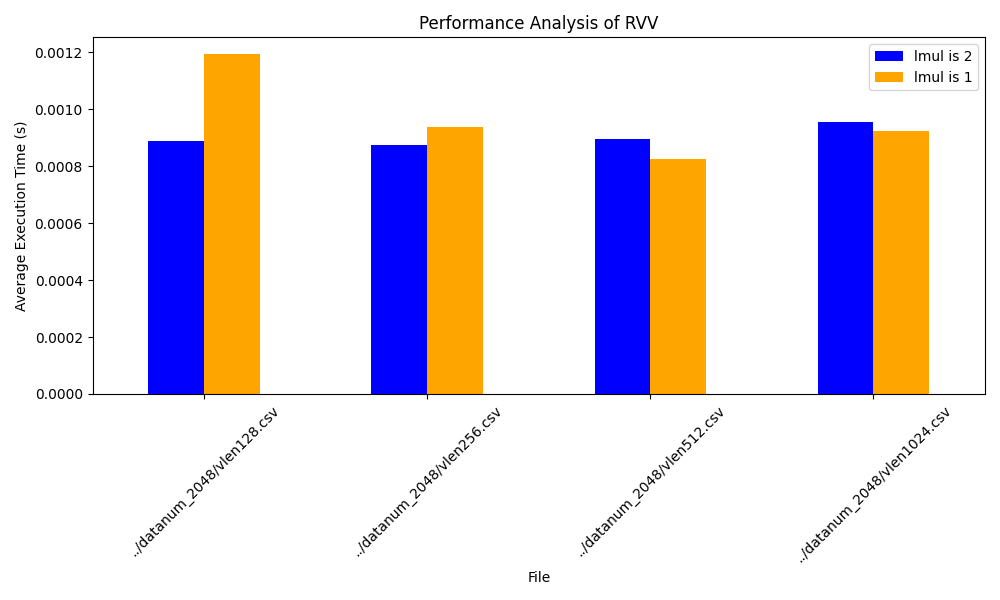 Performance Analysis of RVV
lmul is 2
lmul is 1
Average Execution Time (s)
0.0012
0.0010
0.0008
0.0006
0.0004
0.0002
0.0000
../datanum_2048/vlen128.csv
../datanum_2048/vlen256.csv
../datanum_2048/vlen512.csv
../datanum_2048/vlen1024.csv
File